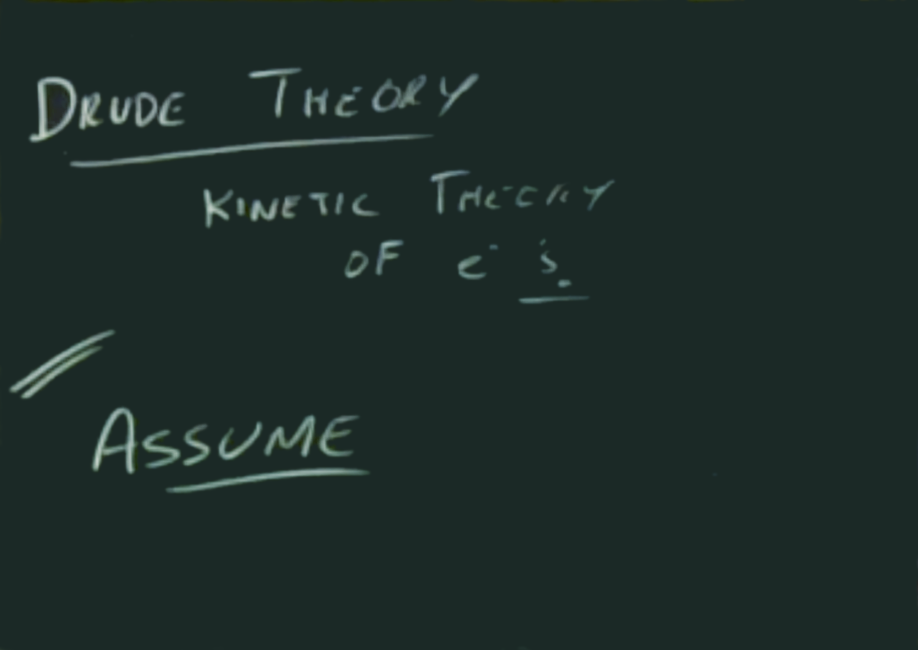 DRUDE THEORY
KINETIC THEORY
OF e⁻'s
ASSUME